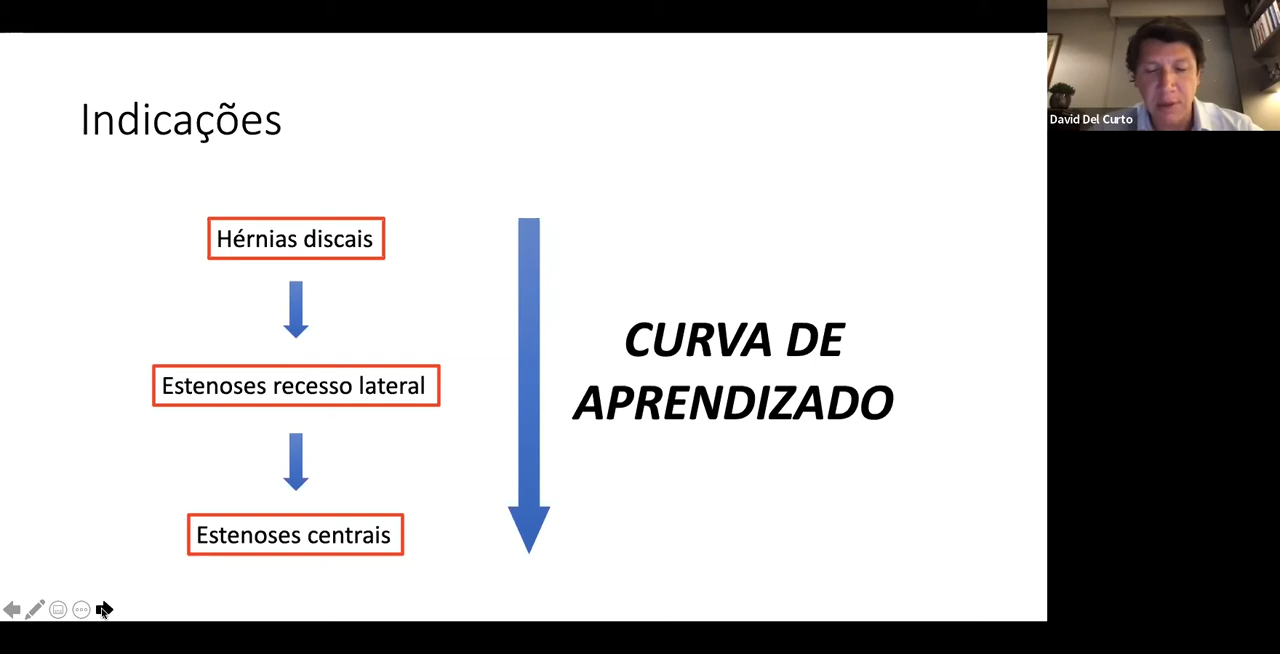 Indicações
Hérnias discais
Estenoses recesso lateral
Estenoses centrais
CURVA DE
APRENDIZADO
David Del Curto